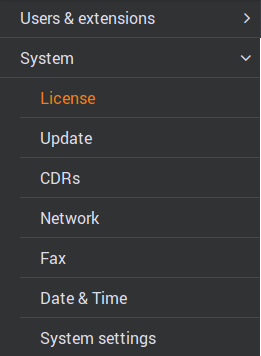 Users & extensions
System
License
Update
CDRs
Network
Fax
Date & Time
System settings